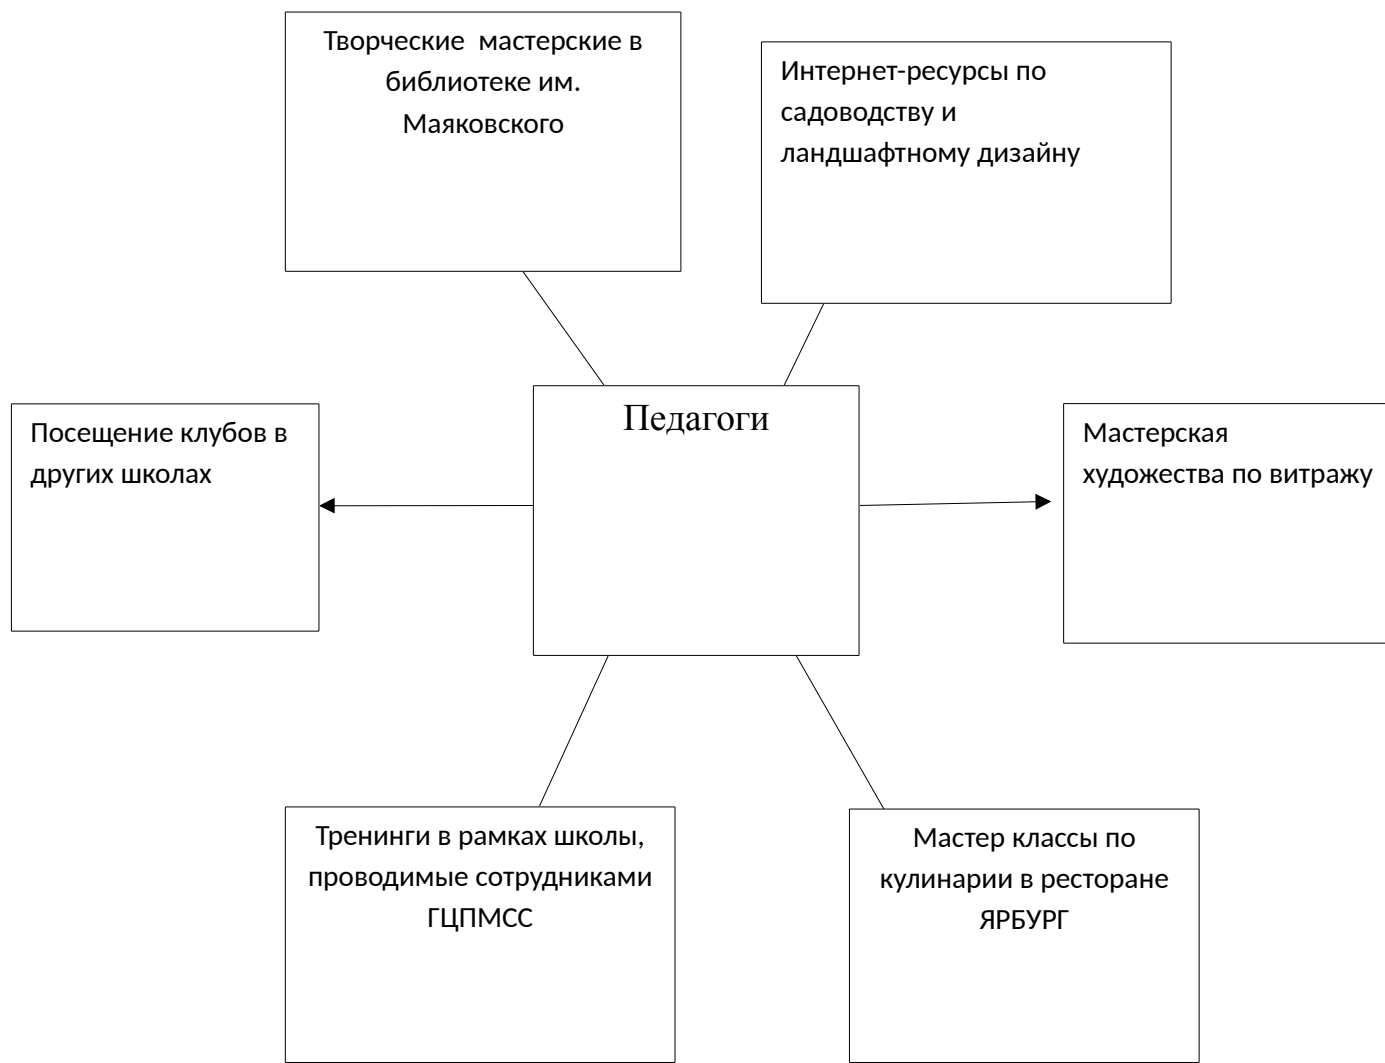 Творческие  мастерские в
библиотеке им.
Маяковского
Интернет-ресурсы по
садоводству и
ландшафтному дизайну
Педагоги
Посещение клубов в
других школах
Мастерская
художества по витражу
Тренинги в рамках школы,
проводимые сотрудниками
ГЦПМСС
Мастер классы по
кулинарии в ресторане
ЯРБУРГ